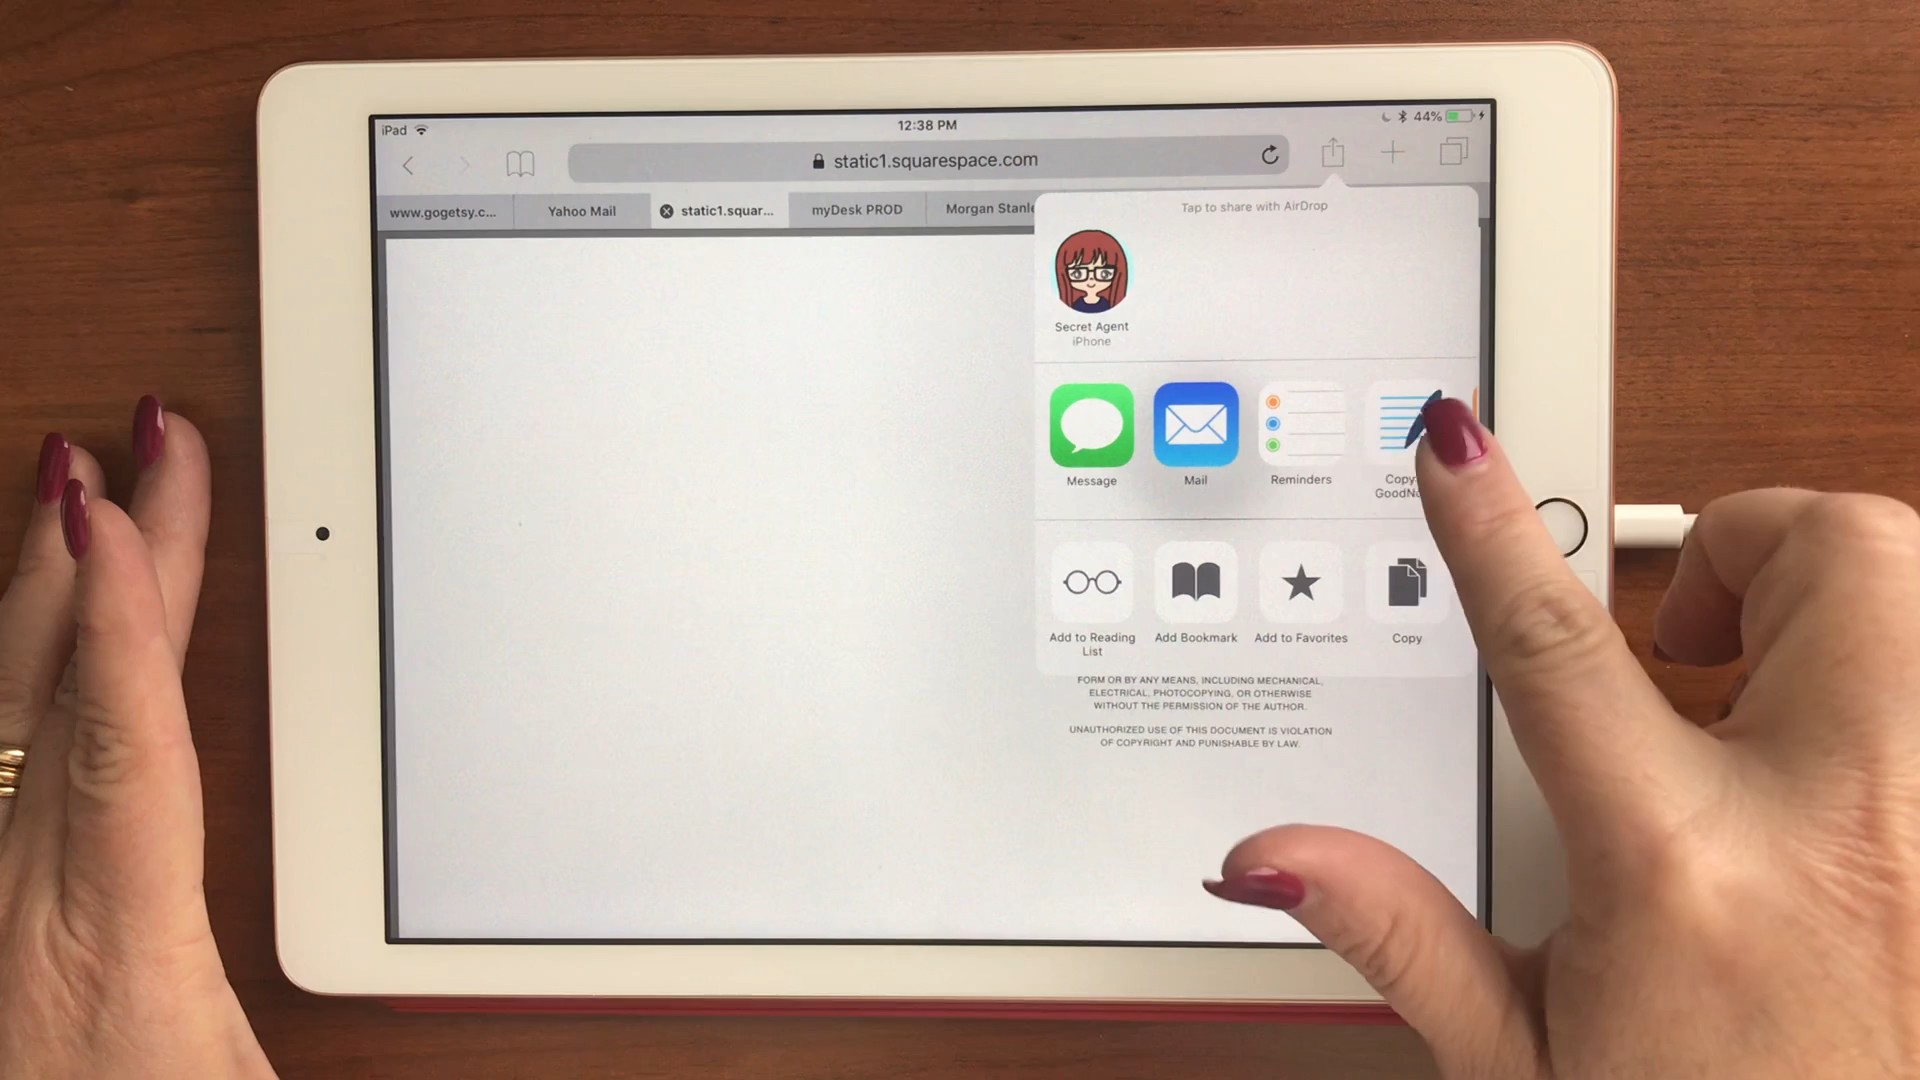 iPad
12:38 PM
44%
static1.squarespace.com
www.gogetsy.c...
Yahoo Mail
static1.squar...
myDesk PROD
Morgan
Tap to share with AirDrop
Secret Agent
iPhone
Message
Mail
Reminders
Copy
Add to Reading
List
Add Bookmark
Add to Favorites
Copy
FORM OR BY ANY MEANS, INCLUDING MECHANICAL,
ELECTRICAL, PHOTOCOPYING, OR OTHERWISE
WITHOUT THE PERMISSION OF THE AUTHOR.
UNAUTHORIZED USE OF THIS DOCUMENT IS VIOLATION
OF COPYRIGHT AND PUNISHABLE BY LAW.